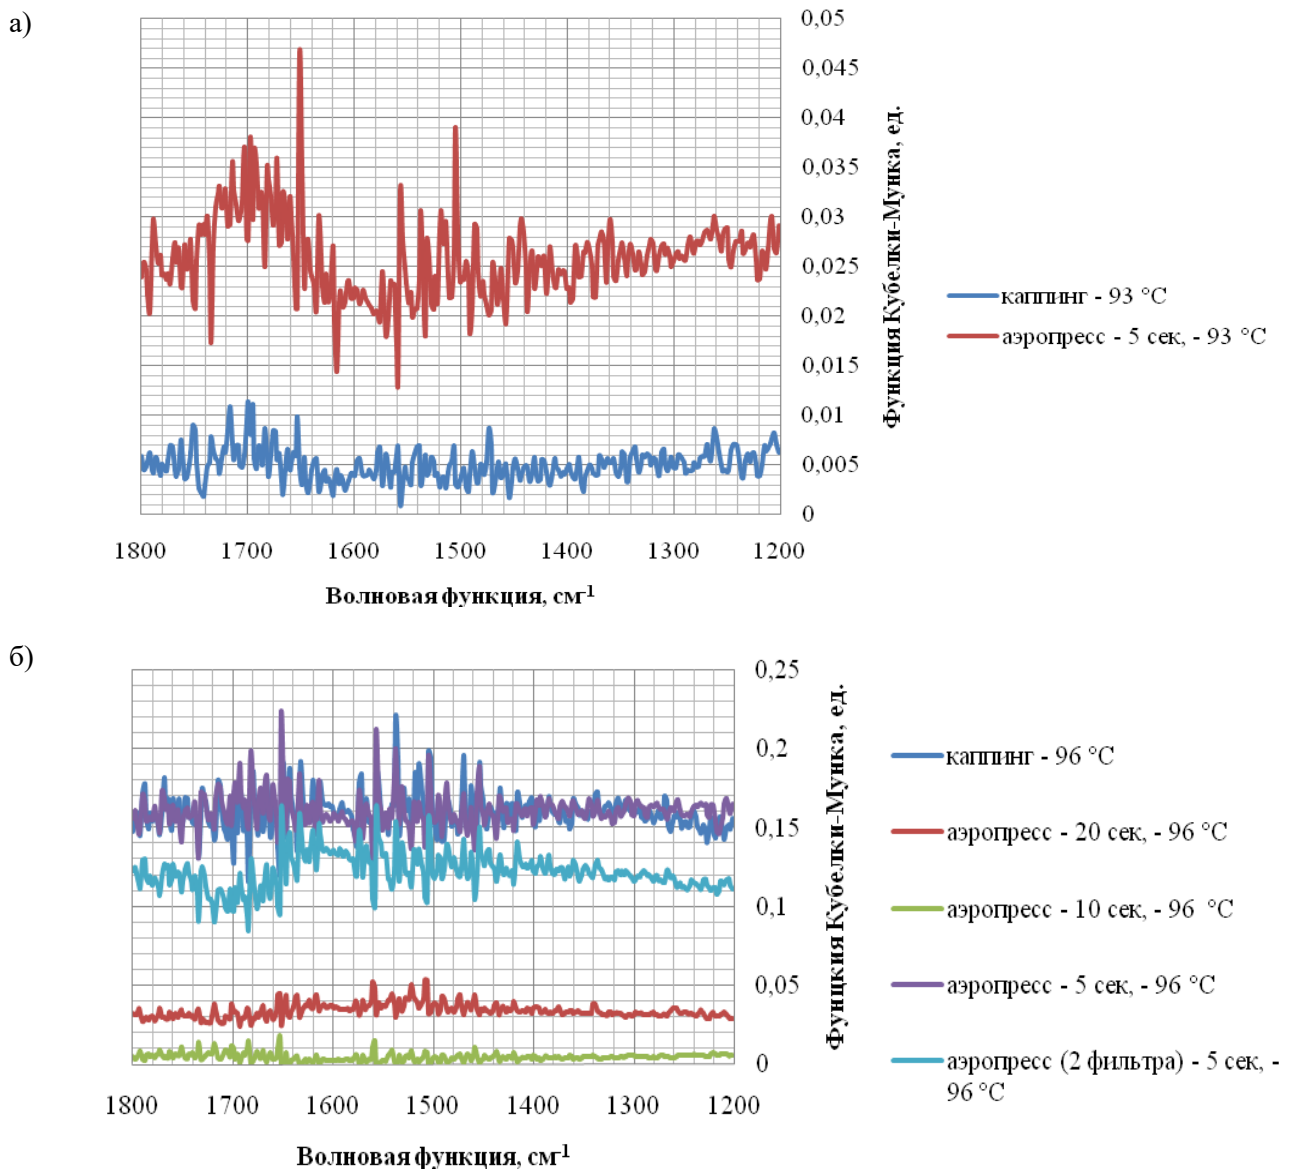 а)
0,05
0,045
0,04
0,035
0,03
0,025
0,02
0,015
0,01
0,005
0
Функция Кубелки-Мунка, ед.
каппинг - 93 °C
аэропресс - 5 сек, - 93 °C
1800 1700 1600 1500 1400 1300 1200
Волновая функция, см-1
б)
0,25
0,2
0,15
0,1
0,05
0
Фунцкия Кубелки-Мунка, ед.
каппинг - 96 °C
аэропресс - 20 сек, - 96 °C
аэропресс - 10 сек, - 96 °C
аэропресс - 5 сек, - 96 °C
аэропресс (2 фильтра) - 5 сек, -
96 °C
1800 1700 1600 1500 1400 1300 1200
Волновая функция, см-1